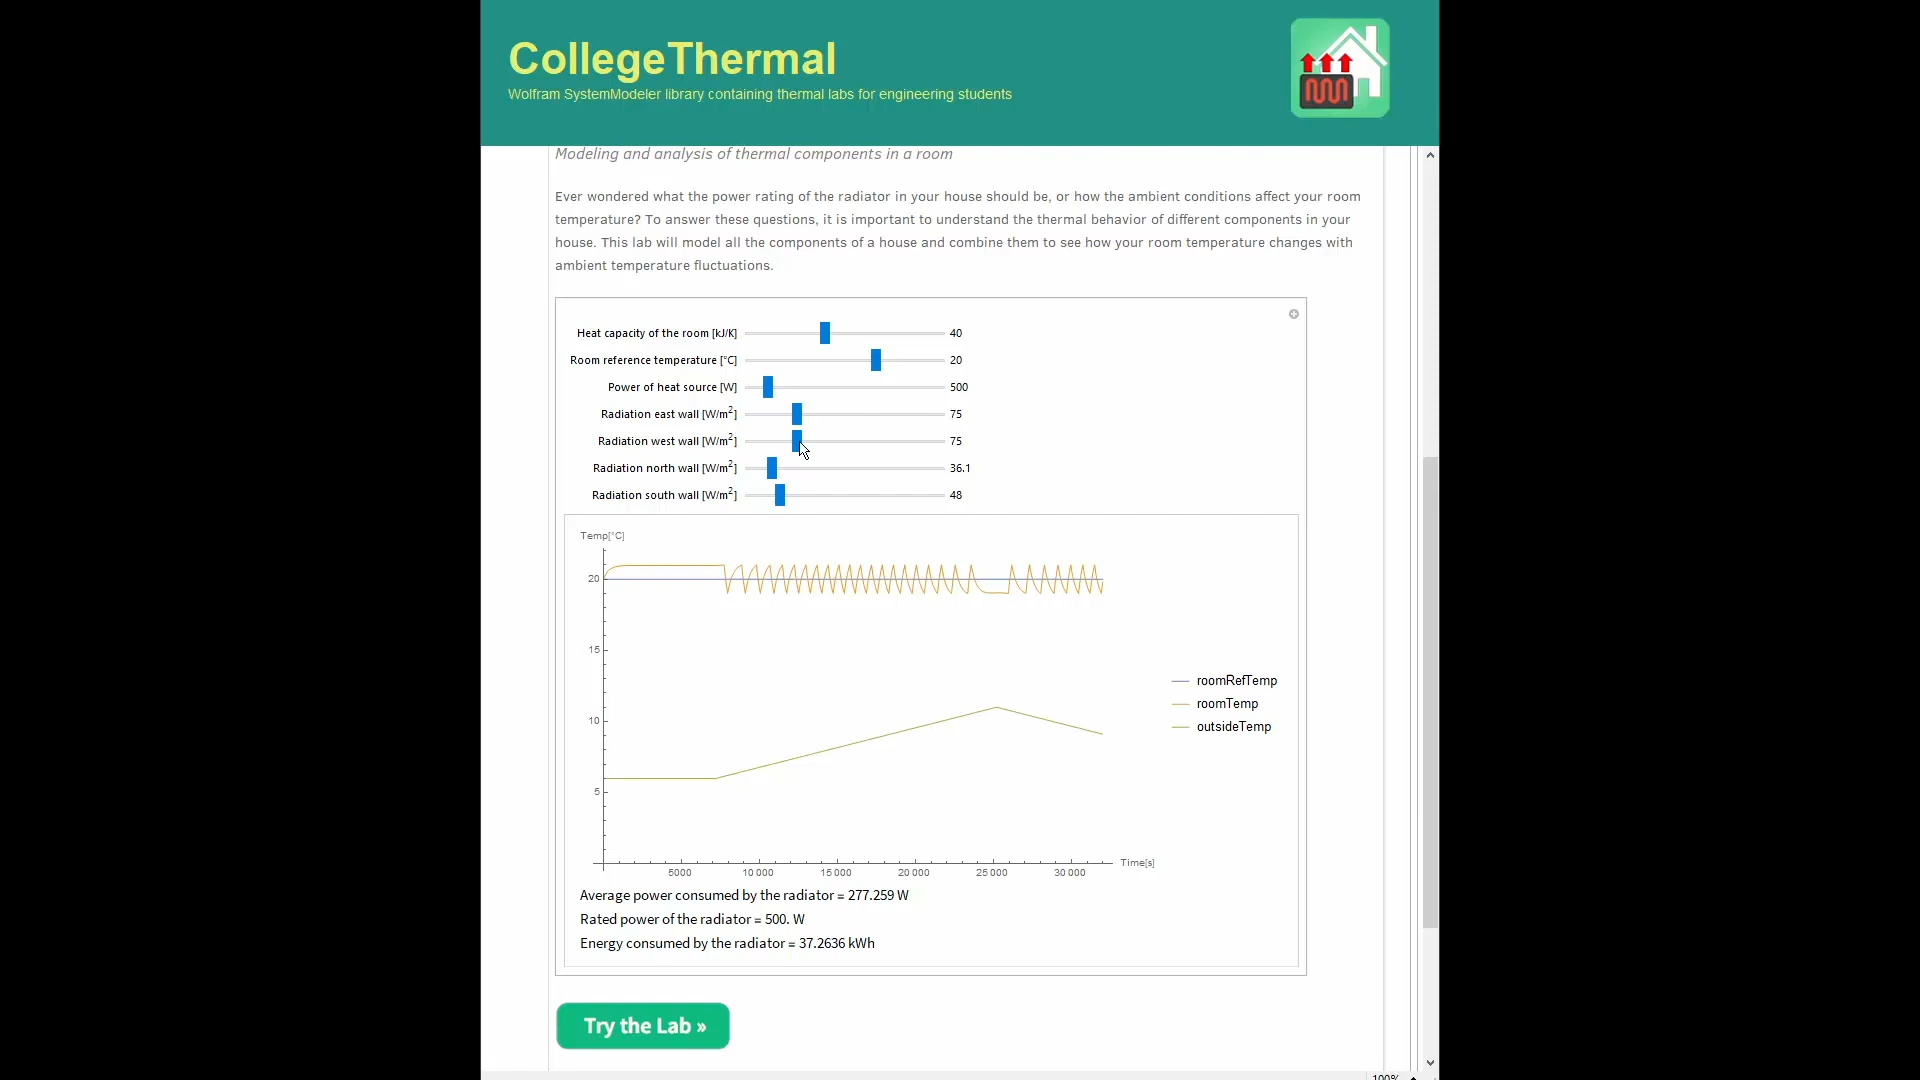 CollegeThermal
Wolfram SystemModeler library containing thermal labs for engineering students
Modeling and analysis of thermal components in a room
Ever wondered what the power rating of the radiator in your house should be, or how the ambient conditions affect your room
temperature? To answer these questions, it is important to understand the thermal behavior of different components in your
house. This lab will model all the components of a house and combine them to see how your room temperature changes with
ambient temperature fluctuations.
Heat capacity of the room [kJ/K] 40
Room reference temperature [°C] 20
Power of heat source [W] 500
Radiation east wall [W/m²] 75
Radiation west wall [W/m²] 75
Radiation north wall [W/m²] 36.1
Radiation south wall [W/m²] 48
Temp[°C]
20
15
10
5
roomRefTemp
roomTemp
outsideTemp
Time[s]
5000 10 000 15 000 20 000 25 000 30 000
Average power consumed by the radiator = 277.259 W
Rated power of the radiator = 500. W
Energy consumed by the radiator = 37.2636 kWh
Try the Lab »
100%